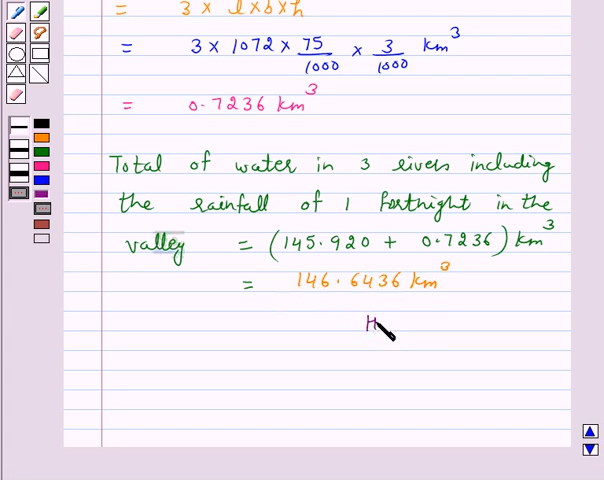 = 3 × l × b × h
= 3 × 1072 × 75/1000 × 3/1000 km³
= 0.7236 km³
Total of water in 3 rivers including
the rainfall of 1 fortnight in the
valley = (145.920 + 0.7236) km³
= 146.6436 km³
H